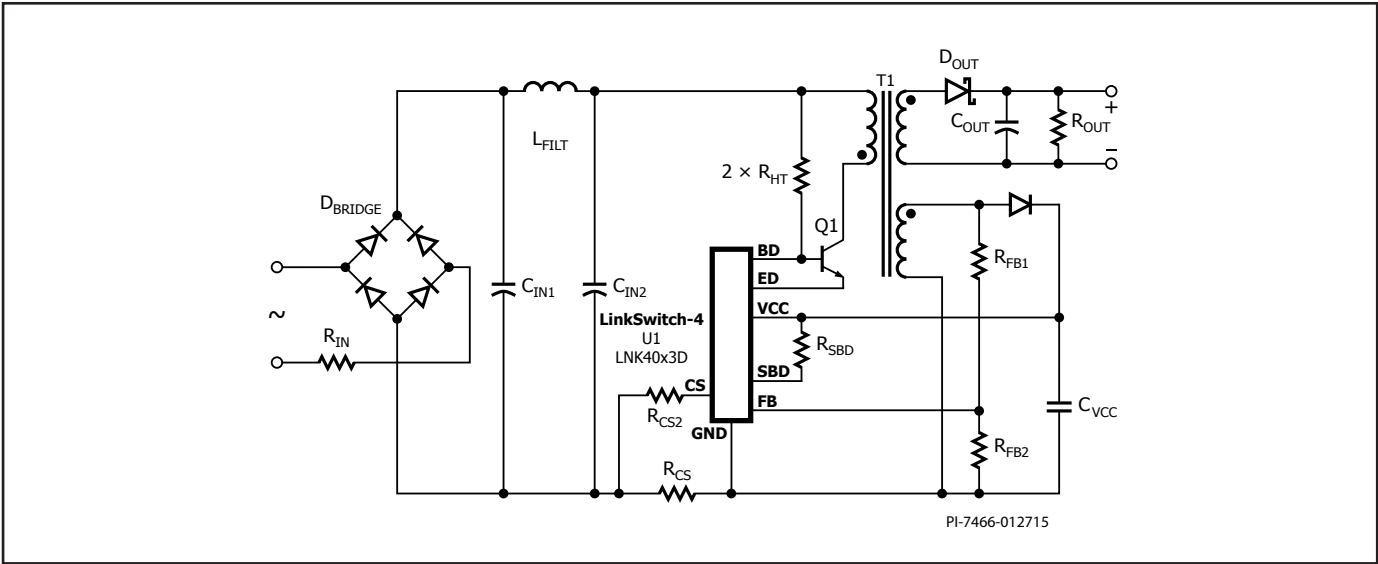 D_OUT
T1
+
C_OUT
R_OUT
L_FILT
−
2 × R_HT
D_BRIDGE
Q1
BD
R_FB1
ED
C_IN1
C_IN2
VCC
~
LinkSwitch-4
U1
R_SBD
R_IN
LNK40x3D
SBD
CS
FB
C_VCC
R_CS2
GND
R_FB2
R_CS
PI-7466-012715